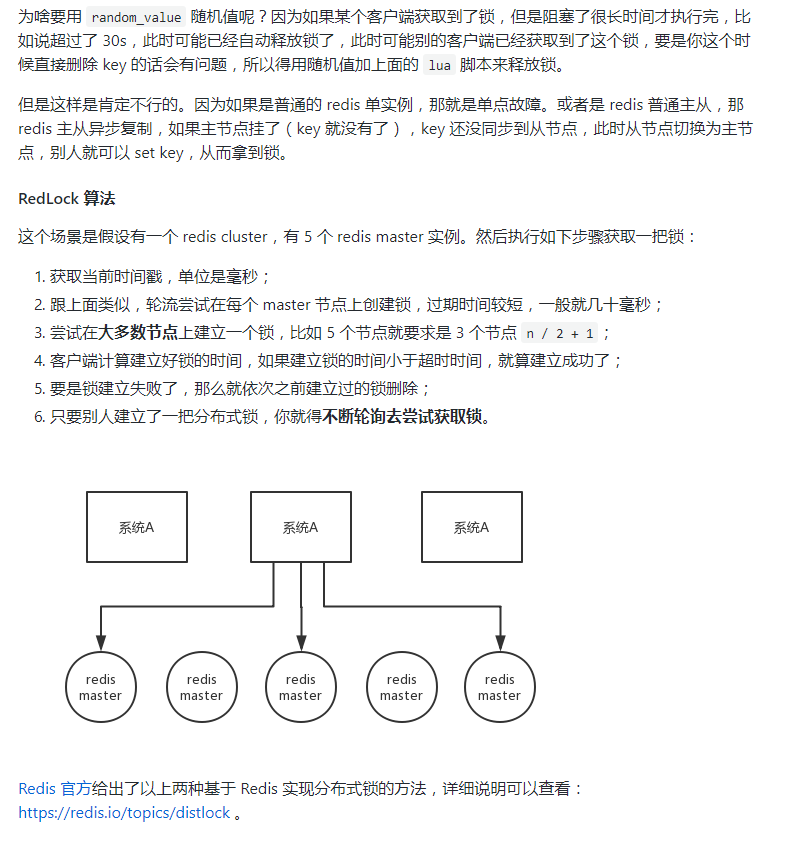 为啥要用 random_value 随机值呢？因为如果某个客户端获取到了锁，但是阻塞了很长时间才执行完，比
如说超过了 30s，此时可能已经自动释放锁了，此时可能别的客户端已经获取到了这个锁，要是你这个时
候直接删除 key 的话会有问题，所以得用随机值加上面的 lua 脚本来释放锁。
但是这样是肯定不行的。因为如果是普通的 redis 单实例，那就是单点故障。或者是 redis 普通主从，那
redis 主从异步复制，如果主节点挂了（key 就没有了），key 还没同步到从节点，此时从节点切换为主节
点，别人就可以 set key，从而拿到锁。
RedLock 算法
这个场景是假设有一个 redis cluster，有 5 个 redis master 实例。然后执行如下步骤获取一把锁：
1. 获取当前时间戳，单位是毫秒；
2. 跟上面类似，轮流尝试在每个 master 节点上创建锁，过期时间较短，一般就几十毫秒；
3. 尝试在大多数节点上建立一个锁，比如 5 个节点就要求是 3 个节点 n / 2 + 1 ；
4. 客户端计算建立好锁的时间，如果建立锁的时间小于超时时间，就算建立成功了；
5. 要是锁建立失败了，那么就依次之前建立过的锁删除；
6. 只要别人建立了一把分布式锁，你就得不断轮询去尝试获取锁。
系统A
系统A
系统A
redis
master
redis
master
redis
master
redis
master
redis
master
Redis 官方给出了以上两种基于 Redis 实现分布式锁的方法，详细说明可以查看：
https://redis.io/topics/distlock 。